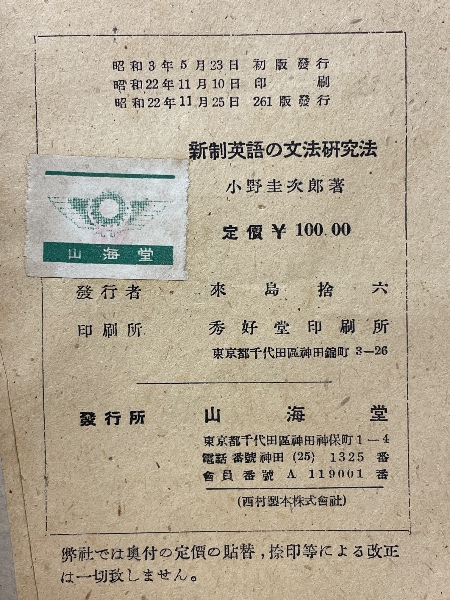 昭和3年5月23日 初版發行
昭和22年11月10日 印刷
昭和22年11月25日 261版發行
新制英語の文法研究法
小野圭次郎著
定價 ¥ 100.00
山海堂
發行者 來島捨六
印刷所 秀好堂印刷所
東京都千代田區神田錦町 3-26
發行所 山海堂
東京都千代田區神田神保町1-4
電話番號神田 (25) 1325 番
會員番號 A 119001 番
(西村製本株式會社)
弊社では奧付の定價の貼替,捺印等による改正
は一切致しません。